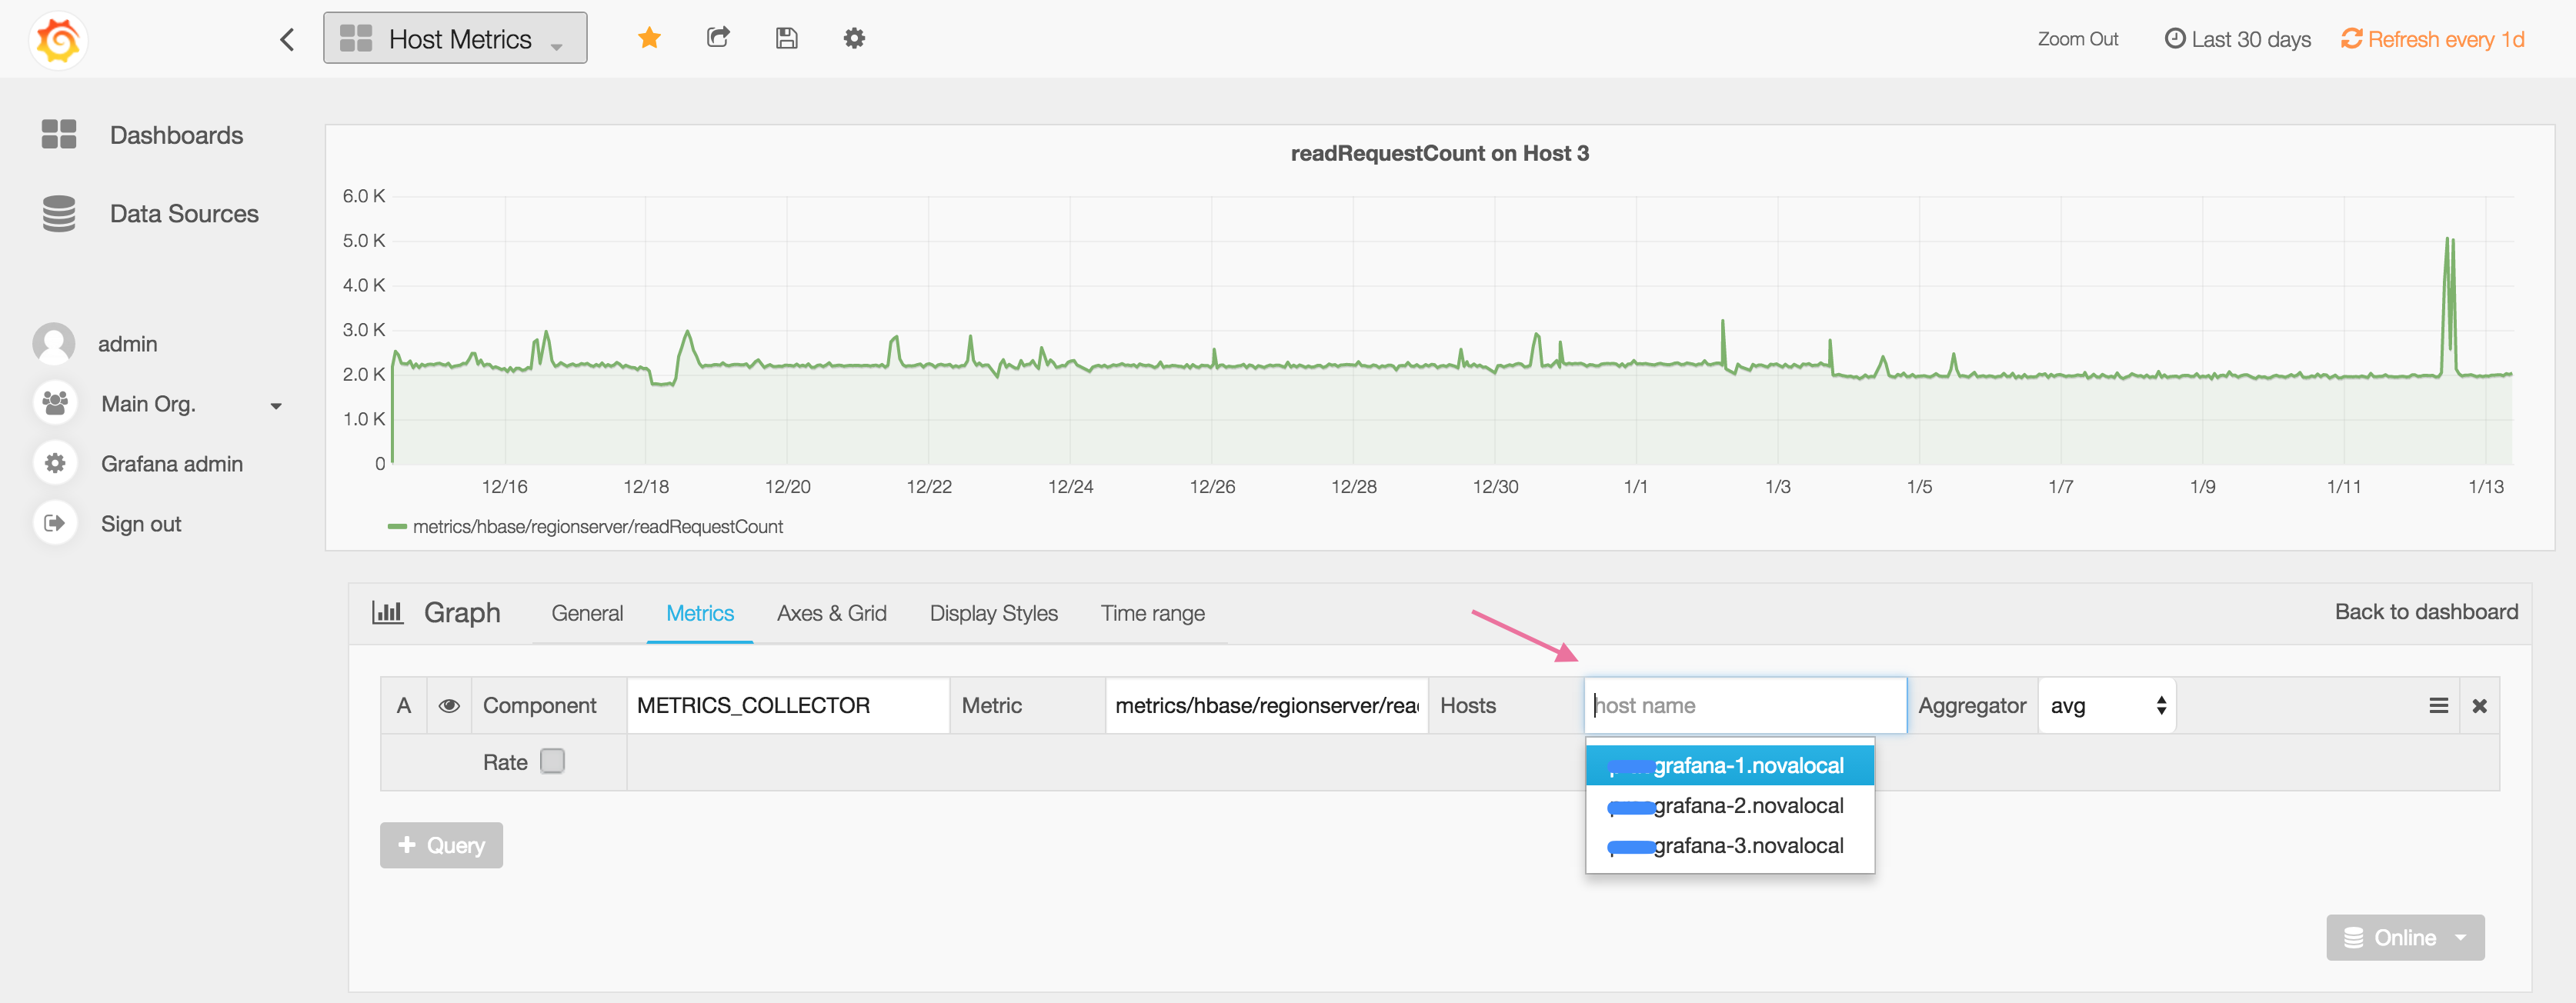 Host Metrics
Zoom Out
Last 30 days
Refresh every 1d
Dashboards
Data Sources
admin
Main Org.
Grafana admin
Sign out
readRequestCount on Host 3
6.0 K
5.0 K
4.0 K
3.0 K
2.0 K
1.0 K
0
12/16 12/18 12/20 12/22 12/24 12/26 12/28 12/30 1/1 1/3 1/5 1/7 1/9 1/11 1/13
metrics/hbase/regionserver/readRequestCount
Graph General Metrics Axes & Grid Display Styles Time range Back to dashboard
A Component METRICS_COLLECTOR Metric metrics/hbase/regionserver/rea Hosts host name Aggregator avg
Rate
grafana-1.novalocal
grafana-2.novalocal
grafana-3.novalocal
+ Query
Online